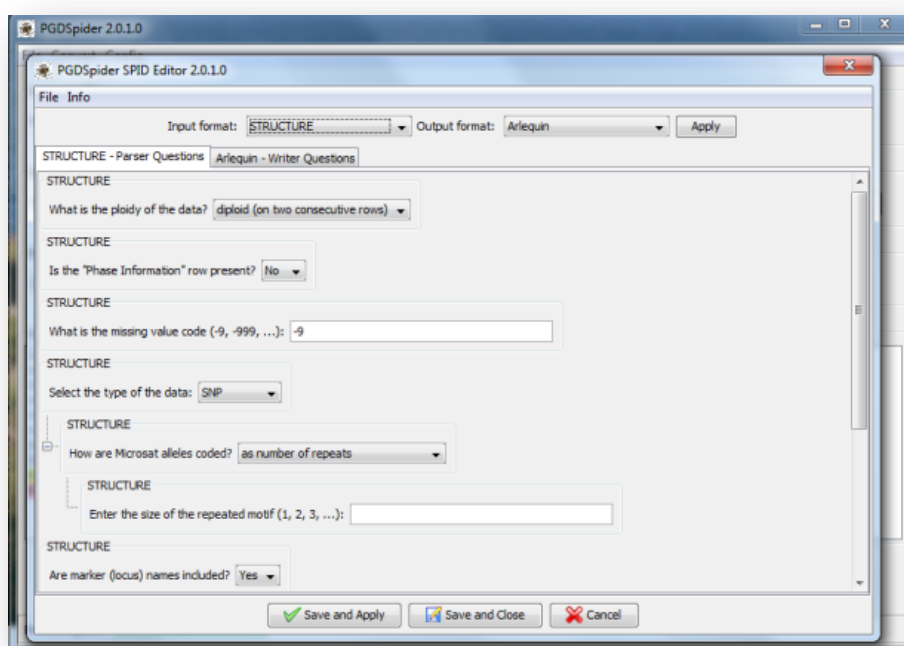 PGDSpider 2.0.1.0
PGDSpider SPID Editor 2.0.1.0
File Info
Input format: STRUCTURE Output format: Arlequin Apply
STRUCTURE - Parser Questions Arlequin - Writer Questions
STRUCTURE
What is the ploidy of the data? diploid (on two consecutive rows)
STRUCTURE
Is the "Phase Information" row present? No
STRUCTURE
What is the missing value code (-9, -999, ...): -9
STRUCTURE
Select the type of the data: SNP
STRUCTURE
How are Microsat alleles coded? as number of repeats
STRUCTURE
Enter the size of the repeated motif (1, 2, 3, ...):
STRUCTURE
Are marker (locus) names included? Yes
Save and Apply Save and Close Cancel